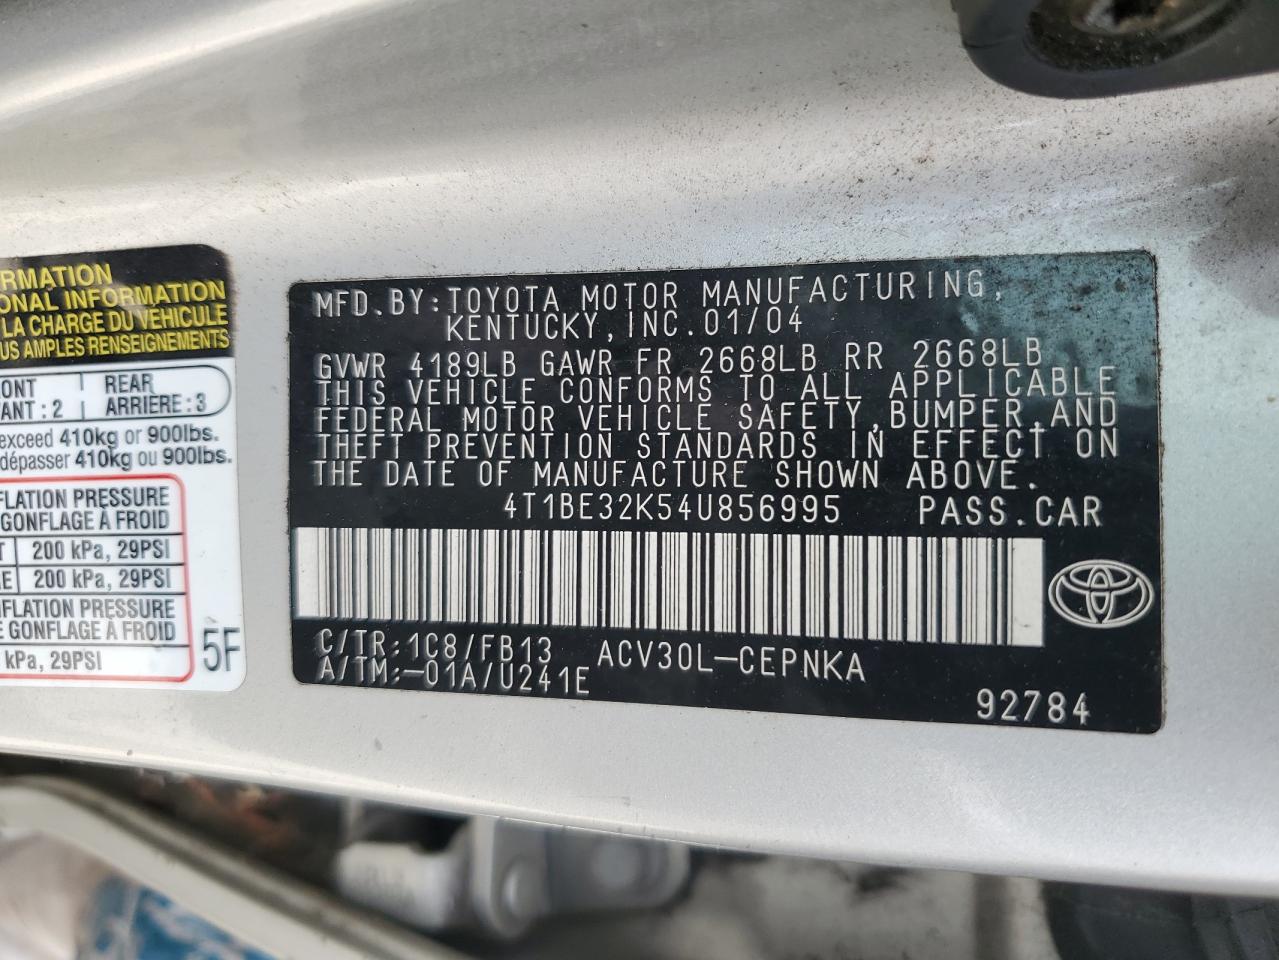 RMATION
ONAL INFORMATION
LA CHARGE DU VÉHICULE
US AMPLES RENSEIGNEMENTS
ONT
ANT : 2
REAR
ARRIÈRE : 3
exceed 410kg or 900lbs.
dépasser 410kg ou 900lbs.
FLATION PRESSURE
GONFLAGE À FROID
T 200 kPa, 29PSI
RE 200 kPa, 29PSI
FLATION PRESSURE
E GONFLAGE À FROID
kPa, 29PSI
5F
MFD.BY:TOYOTA MOTOR MANUFACTURING,
KENTUCKY,INC.01/04
GVWR 4189LB GAWR FR 2668LB RR 2668LB
THIS VEHICLE CONFORMS TO ALL APPLICABLE
FEDERAL MOTOR VEHICLE SAFETY,BUMPER,AND
THEFT PREVENTION STANDARDS IN EFFECT ON
THE DATE OF MANUFACTURE SHOWN ABOVE.
4T1BE32K54U856995 PASS.CAR
C/TR:1C8/FB13 ACV30L-CEPNKA
A/TM:-01A/U241E
92784